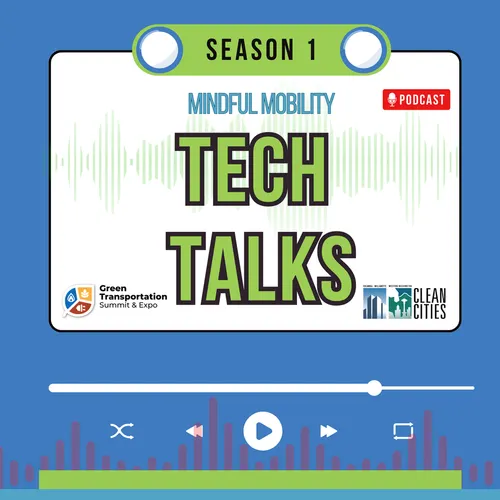 SEASON 1
MINDFUL MOBILITY
PODCAST
TECH
TALKS
Green
Transportation
Summit & Expo
CLEAN
CITIES